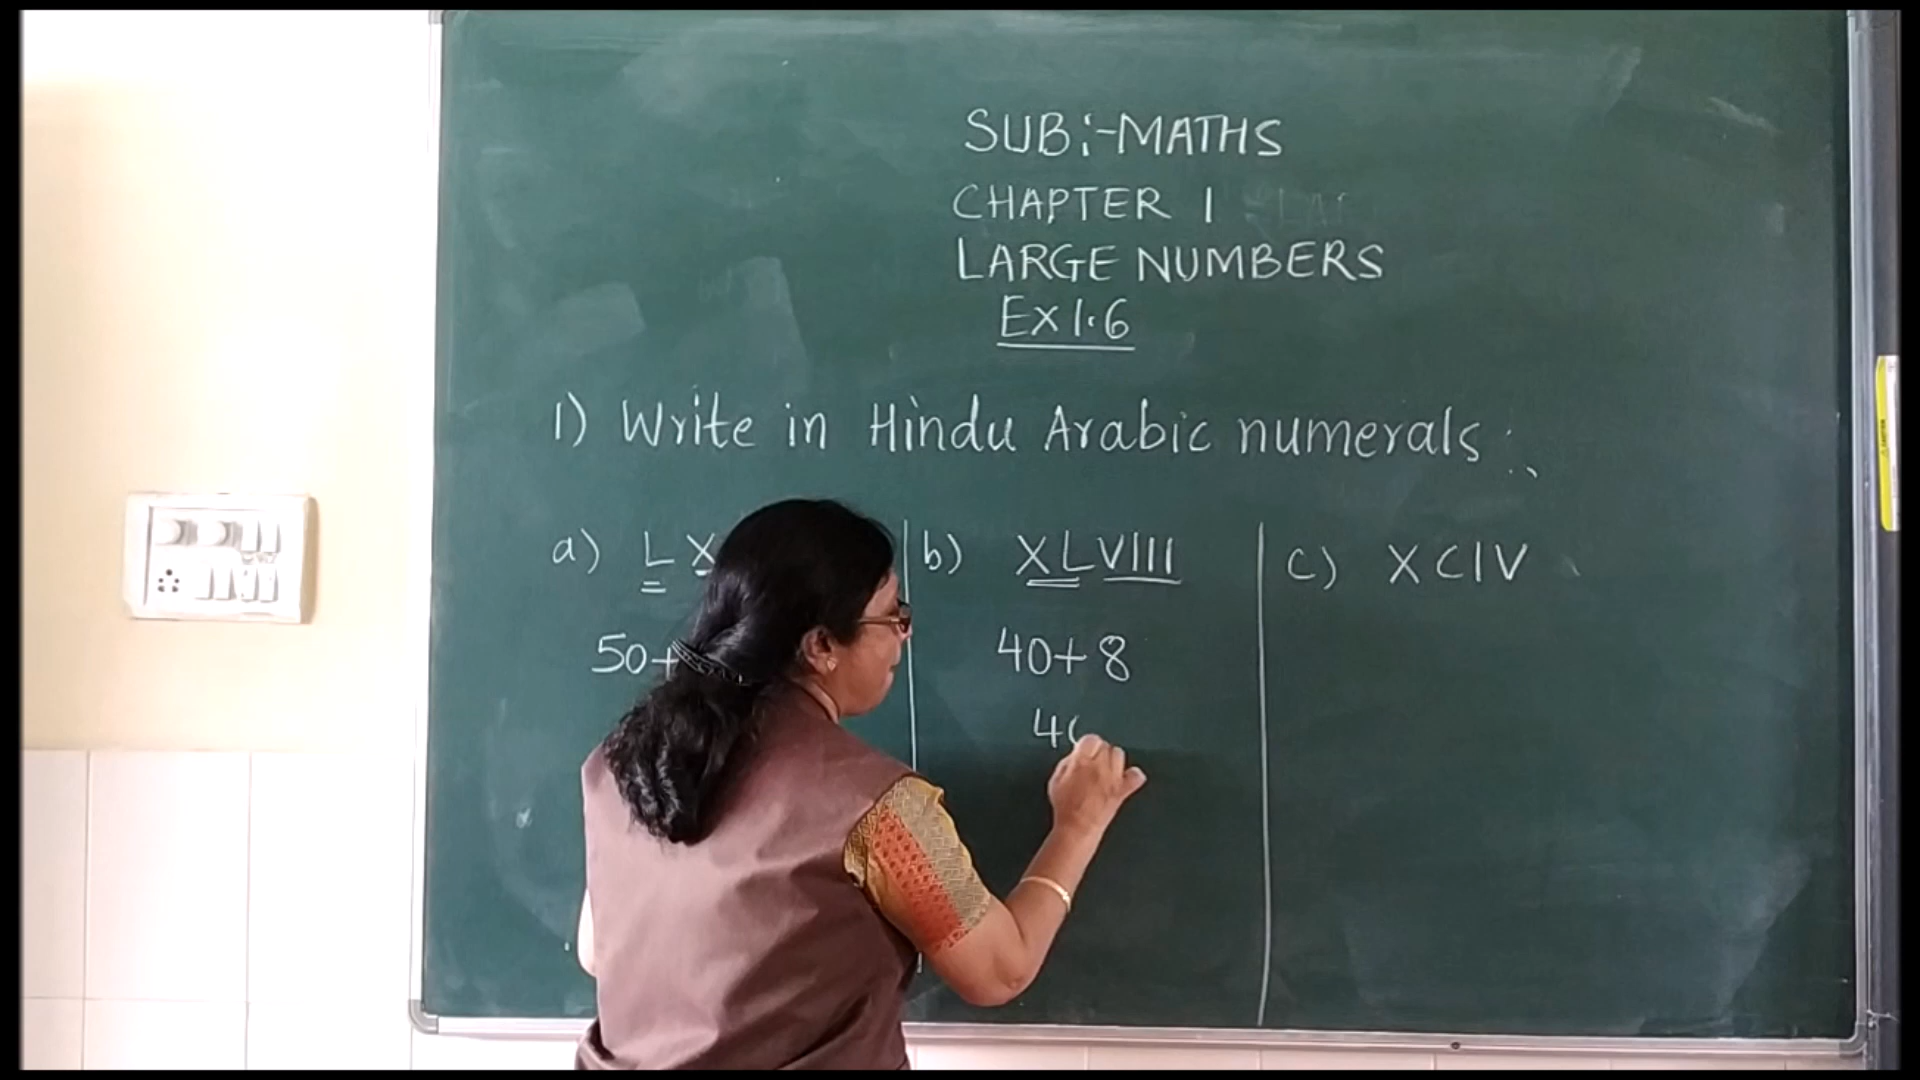 SUB:-MATHS
CHAPTER 1
LARGE NUMBERS
Ex 1.6
1) Write in Hindu Arabic numerals:
a) L X
b) XLVIII
c) XCIV
50+
40+8
4